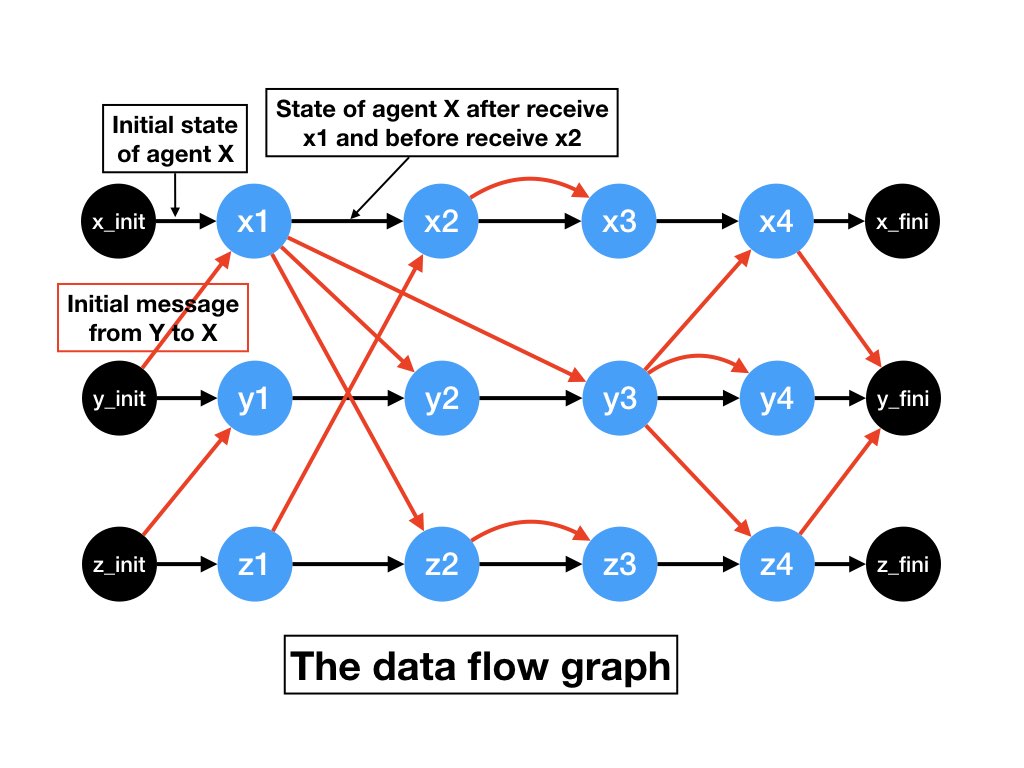 Initial state
of agent X
State of agent X after receive
x1 and before receive x2
x_init
x1
x2
x3
x4
x_fini
Initial message
from Y to X
y_init
y1
y2
y3
y4
y_fini
z_init
z1
z2
z3
z4
z_fini
The data flow graph